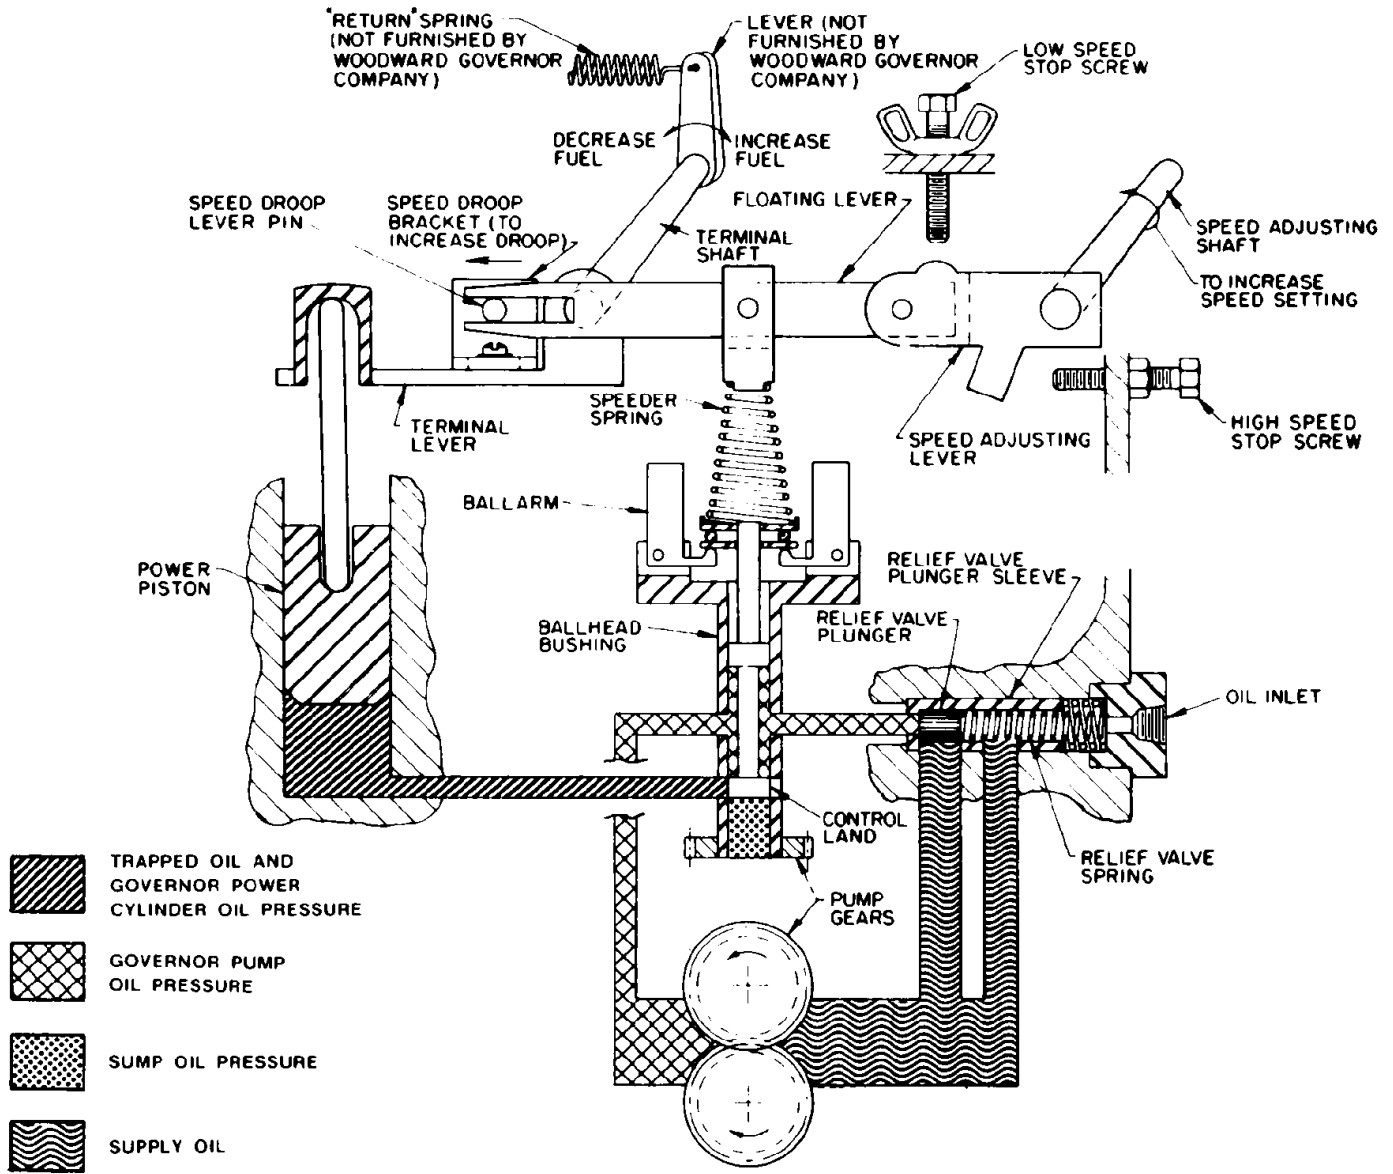 "RETURN" SPRING
(NOT FURNISHED BY
WOODWARD GOVERNOR
COMPANY)
LEVER (NOT
FURNISHED BY
WOODWARD GOVERNOR
COMPANY)
LOW SPEED
STOP SCREW
DECREASE
FUEL
INCREASE
FUEL
SPEED DROOP
LEVER PIN
SPEED DROOP
BRACKET (TO
INCREASE DROOP)
TERMINAL
SHAFT
FLOATING LEVER
SPEED ADJUSTING
SHAFT
TO INCREASE
SPEED SETTING
TERMINAL
LEVER
SPEEDER
SPRING
SPEED ADJUSTING
LEVER
HIGH SPEED
STOP SCREW
BALLARM
POWER
PISTON
BALLHEAD
BUSHING
RELIEF VALVE
PLUNGER SLEEVE
RELIEF VALVE
PLUNGER
OIL INLET
CONTROL
LAND
RELIEF VALVE
SPRING
PUMP
GEARS
TRAPPED OIL AND
GOVERNOR POWER
CYLINDER OIL PRESSURE
GOVERNOR PUMP
OIL PRESSURE
SUMP OIL PRESSURE
SUPPLY OIL